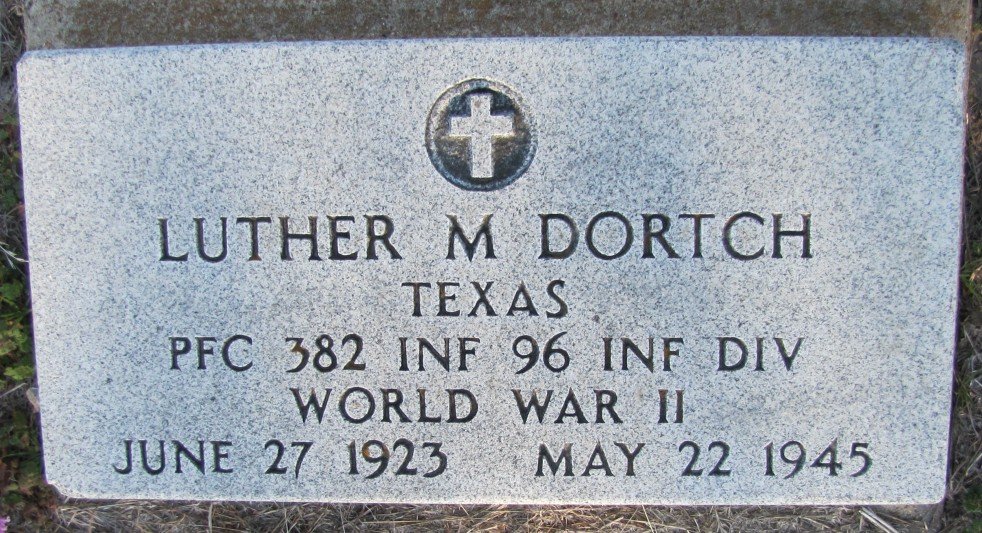 LUTHER M DORTCH
TEXAS
PFC 382 INF 96 INF DIV
WORLD WAR II
JUNE 27 1923 MAY 22 1945